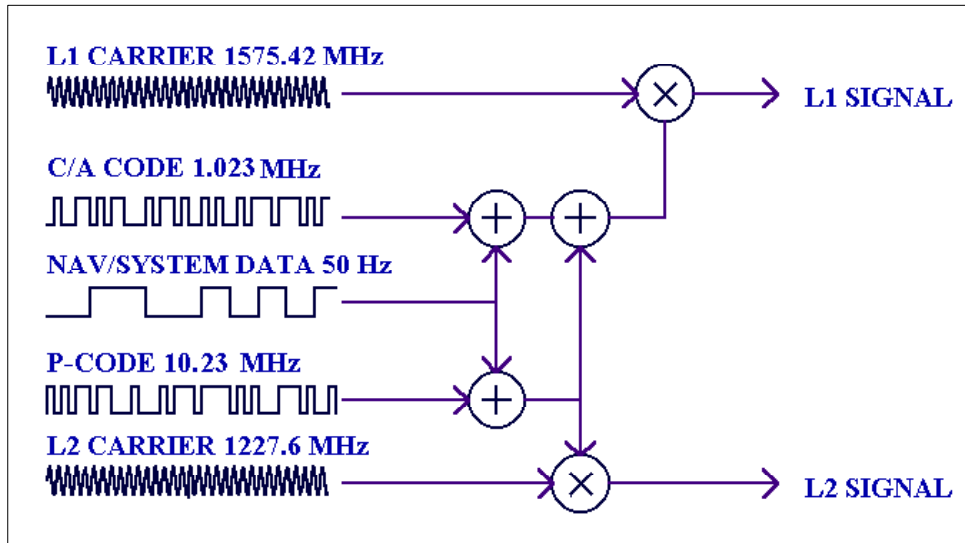 L1 CARRIER 1575.42 MHz
L1 SIGNAL
C/A CODE 1.023 MHz
NAV/SYSTEM DATA 50 Hz
P-CODE 10.23 MHz
L2 CARRIER 1227.6 MHz
L2 SIGNAL